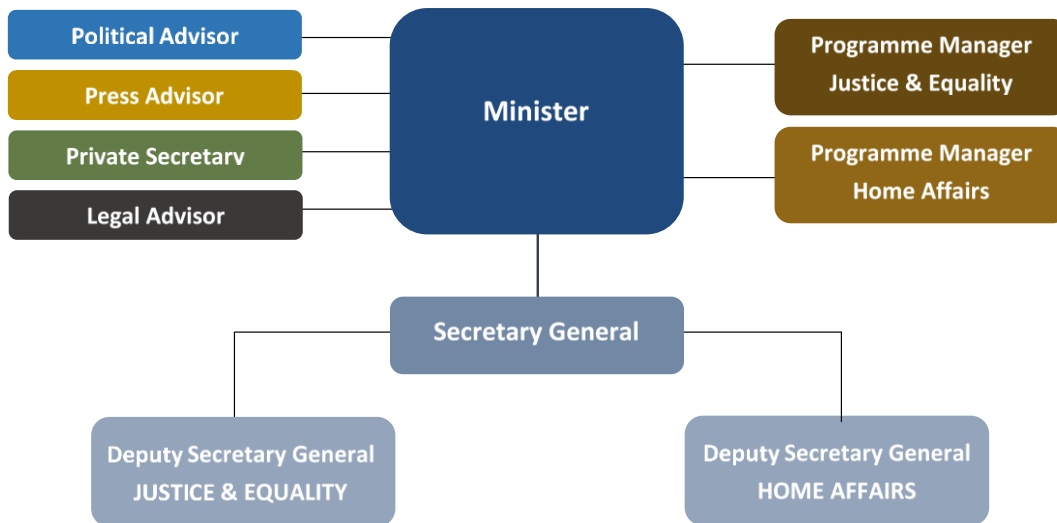 Political Advisor
Press Advisor
Private Secretary
Legal Advisor
Minister
Programme Manager
Justice & Equality
Programme Manager
Home Affairs
Secretary General
Deputy Secretary General
JUSTICE & EQUALITY
Deputy Secretary General
HOME AFFAIRS